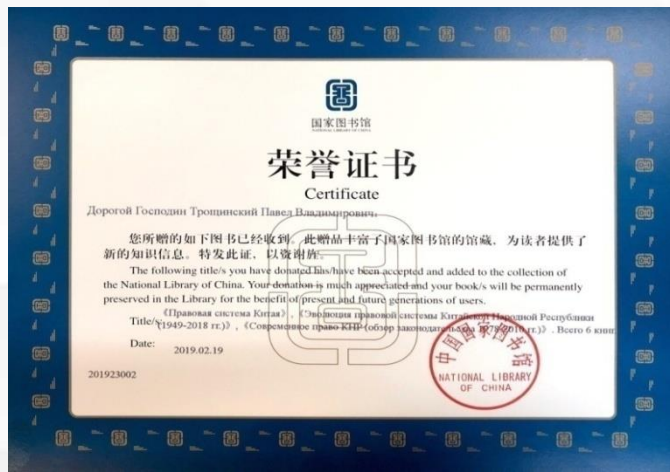 国家图书馆
NATIONAL LIBRARY OF CHINA
荣誉证书
Certificate
Дорогой Господин Трощинский Павел Владимирович:
您所赠的如下图书已经收到。此赠品丰富了国家图书馆的馆藏，为读者提供了
新的知识信息。特发此证，以资谢旌。
The following title/s you have donated has/have been accepted and added to the collection of
the National Library of China. Your donation is much appreciated and your book/s will be permanently
preserved in the Library for the benefit of present and future generations of users.
Title/s: 《Правовая система Китая》, 《Эволюция правовой системы Китайской Народной Республики
(1949-2018 гг.)》, 《Современное право КНР (обзор законодательства 1978-2010 гг.)》. Всего 6 книг
Date: 2019.02.19
201923002
中国国家图书馆
NATIONAL LIBRARY
OF CHINA